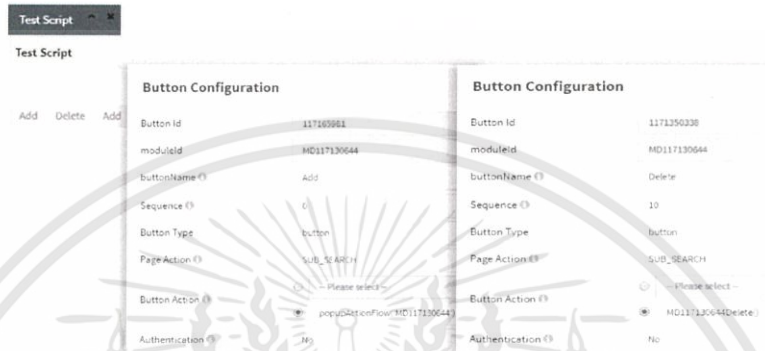 Test Script
Test Script
Add Delete Add
Button Configuration
Button Id
moduleId MD117130644
buttonName Add
Sequence 0
Button Type button
Page Action SUB_SEARCH
-- Please select --
Button Action
popupActionFlow('MD117130644')
Authentication No
Button Configuration
Button Id 1171350338
moduleId MD117130644
buttonName Delete
Sequence 10
Button Type button
Page Action SUB_SEARCH
-- Please select --
Button Action
MD117130644Delete()
Authentication No